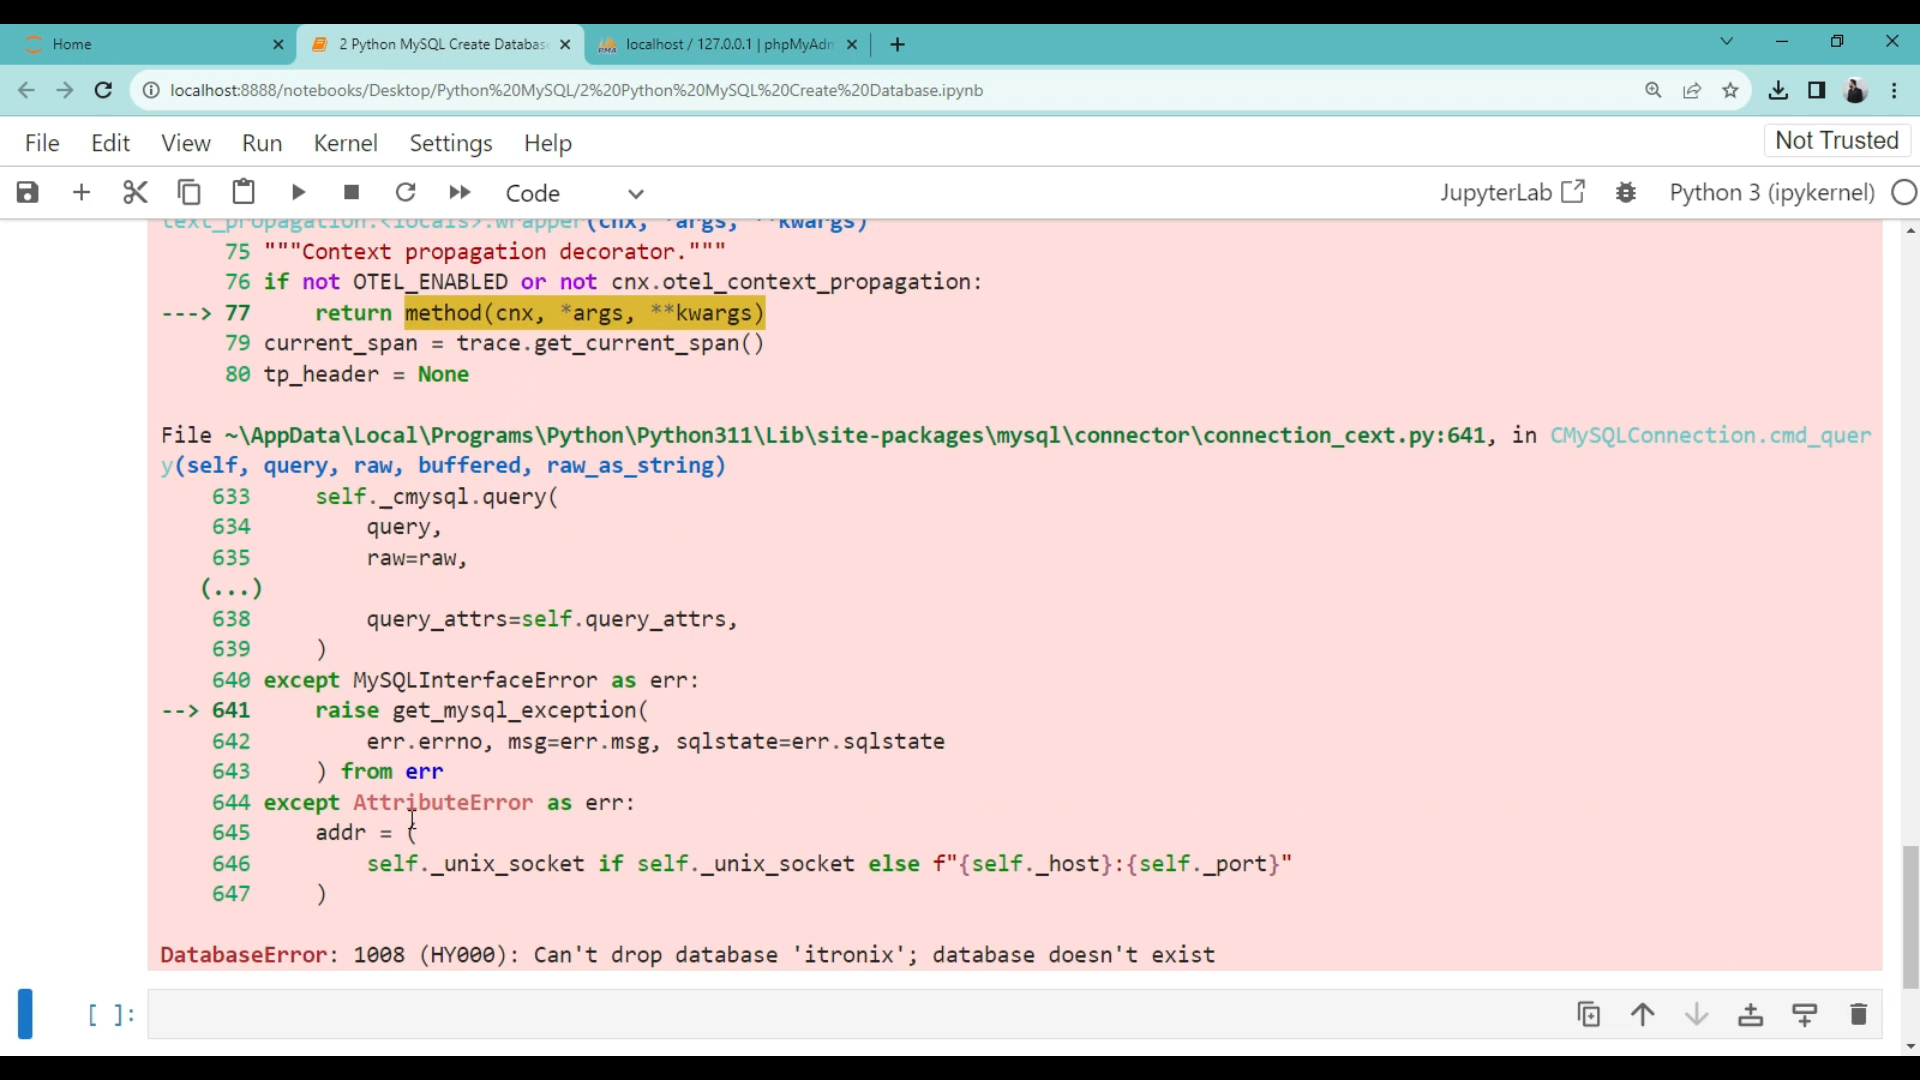 Home
2 Python MySQL Create Databas
localhost / 127.0.0.1 | phpMyAdm
localhost:8888/notebooks/Desktop/Python%20MySQL/2%20Python%20MySQL%20Create%20Database.ipynb
File Edit View Run Kernel Settings Help
Not Trusted
Code
JupyterLab
Python 3 (ipykernel)
text_propagation.<locals>.wrapper(cnx, *args, **kwargs)
75 """Context propagation decorator."""
76 if not OTEL_ENABLED or not cnx.otel_context_propagation:
---> 77     return method(cnx, *args, **kwargs)
79 current_span = trace.get_current_span()
80 tp_header = None
File ~\AppData\Local\Programs\Python\Python311\Lib\site-packages\mysql\connector\connection_cext.py:641, in CMySQLConnection.cmd_quer
y(self, query, raw, buffered, raw_as_string)
633     self._cmysql.query(
634         query,
635         raw=raw,
(...)
638         query_attrs=self.query_attrs,
639     )
640 except MySQLInterfaceError as err:
--> 641     raise get_mysql_exception(
642         err.errno, msg=err.msg, sqlstate=err.sqlstate
643     ) from err
644 except AttributeError as err:
645     addr = (
646         self._unix_socket if self._unix_socket else f"{self._host}:{self._port}"
647     )
DatabaseError: 1008 (HY000): Can't drop database 'itronix'; database doesn't exist
[ ]: